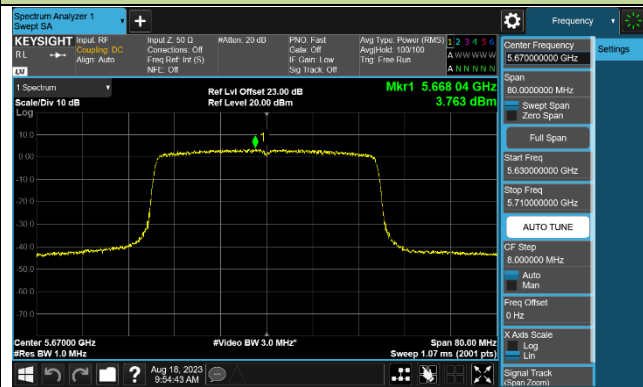 Spectrum Analyzer 1
Swept SA
Frequency
KEYSIGHT
Input: RF
Input Z: 50 Ω
#Atten: 20 dB
PNO: Fast
Avg Type: Power (RMS)
1 2 3 4 5 6
RL
Coupling: DC
Corrections: Off
Gate: Off
Avg|Hold: 100/100
A W W W W W
Align: Auto
Freq Ref: Int (S)
IF Gain: Low
Trig: Free Run
LXI
NFE: Off
Sig Track: Off
A N N N N N
Center Frequency
5.670000000 GHz
Settings
1 Spectrum
Scale/Div 10 dB
Log
Ref Lvl Offset 23.00 dB
Ref Level 20.00 dBm
Mkr1 5.668 04 GHz
3.763 dBm
Span
80.0000000 MHz
Swept Span
Zero Span
Full Span
Start Freq
5.630000000 GHz
Stop Freq
5.710000000 GHz
AUTO TUNE
CF Step
8.000000 MHz
Auto
Man
Freq Offset
0 Hz
X Axis Scale
Log
Lin
Signal Track
(Span Zoom)
1
10.0
0.00
-10.0
-20.0
-30.0
-40.0
-50.0
-60.0
-70.0
Center 5.67000 GHz
#Video BW 3.0 MHz*
Span 80.00 MHz
#Res BW 1.0 MHz
Sweep 1.07 ms (2001 pts)
?
Aug 18, 2023
9:54:43 AM